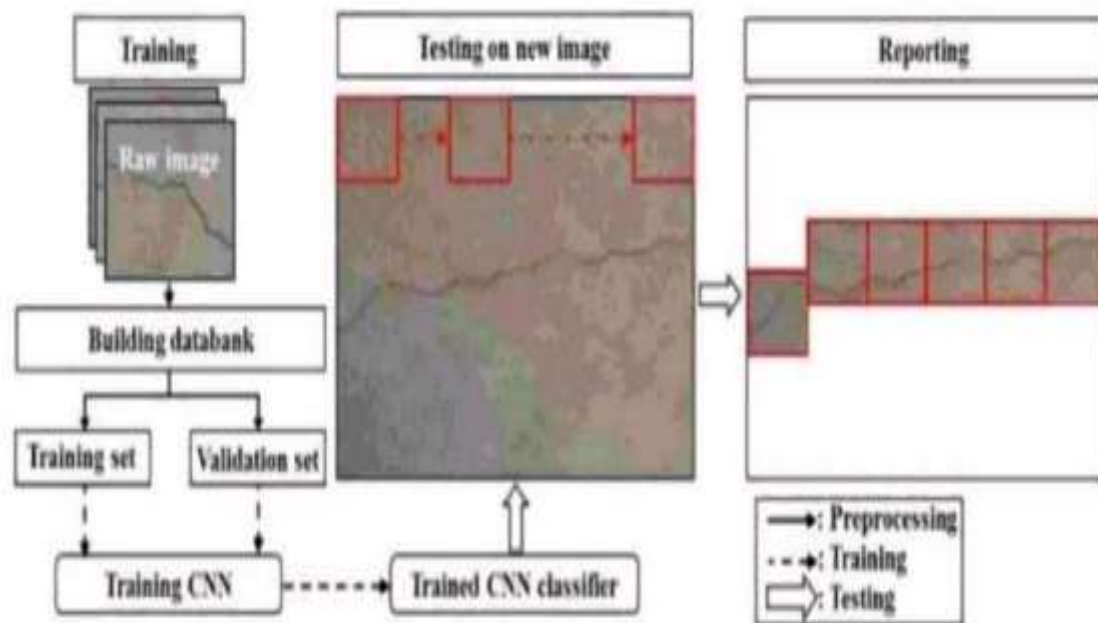 Training
Raw image
Building databank
Training set
Validation set
Training CNN
Trained CNN classifier
Testing on new image
Reporting
: Preprocessing
: Training
: Testing